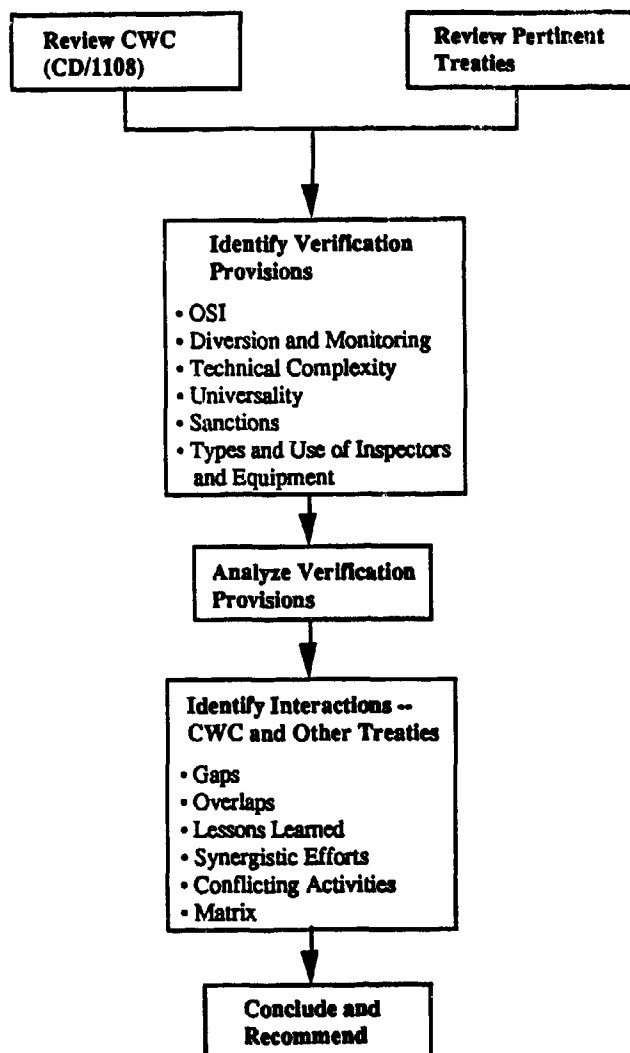 Review CWC
(CD/1108)
Review Pertinent
Treaties
Identify Verification
Provisions
• OSI
• Diversion and Monitoring
• Technical Complexity
• Universality
• Sanctions
• Types and Use of Inspectors
and Equipment
Analyze Verification
Provisions
Identify Interactions --
CWC and Other Treaties
• Gaps
• Overlaps
• Lessons Learned
• Synergistic Efforts
• Conflicting Activities
• Matrix
Conclude and
Recommend